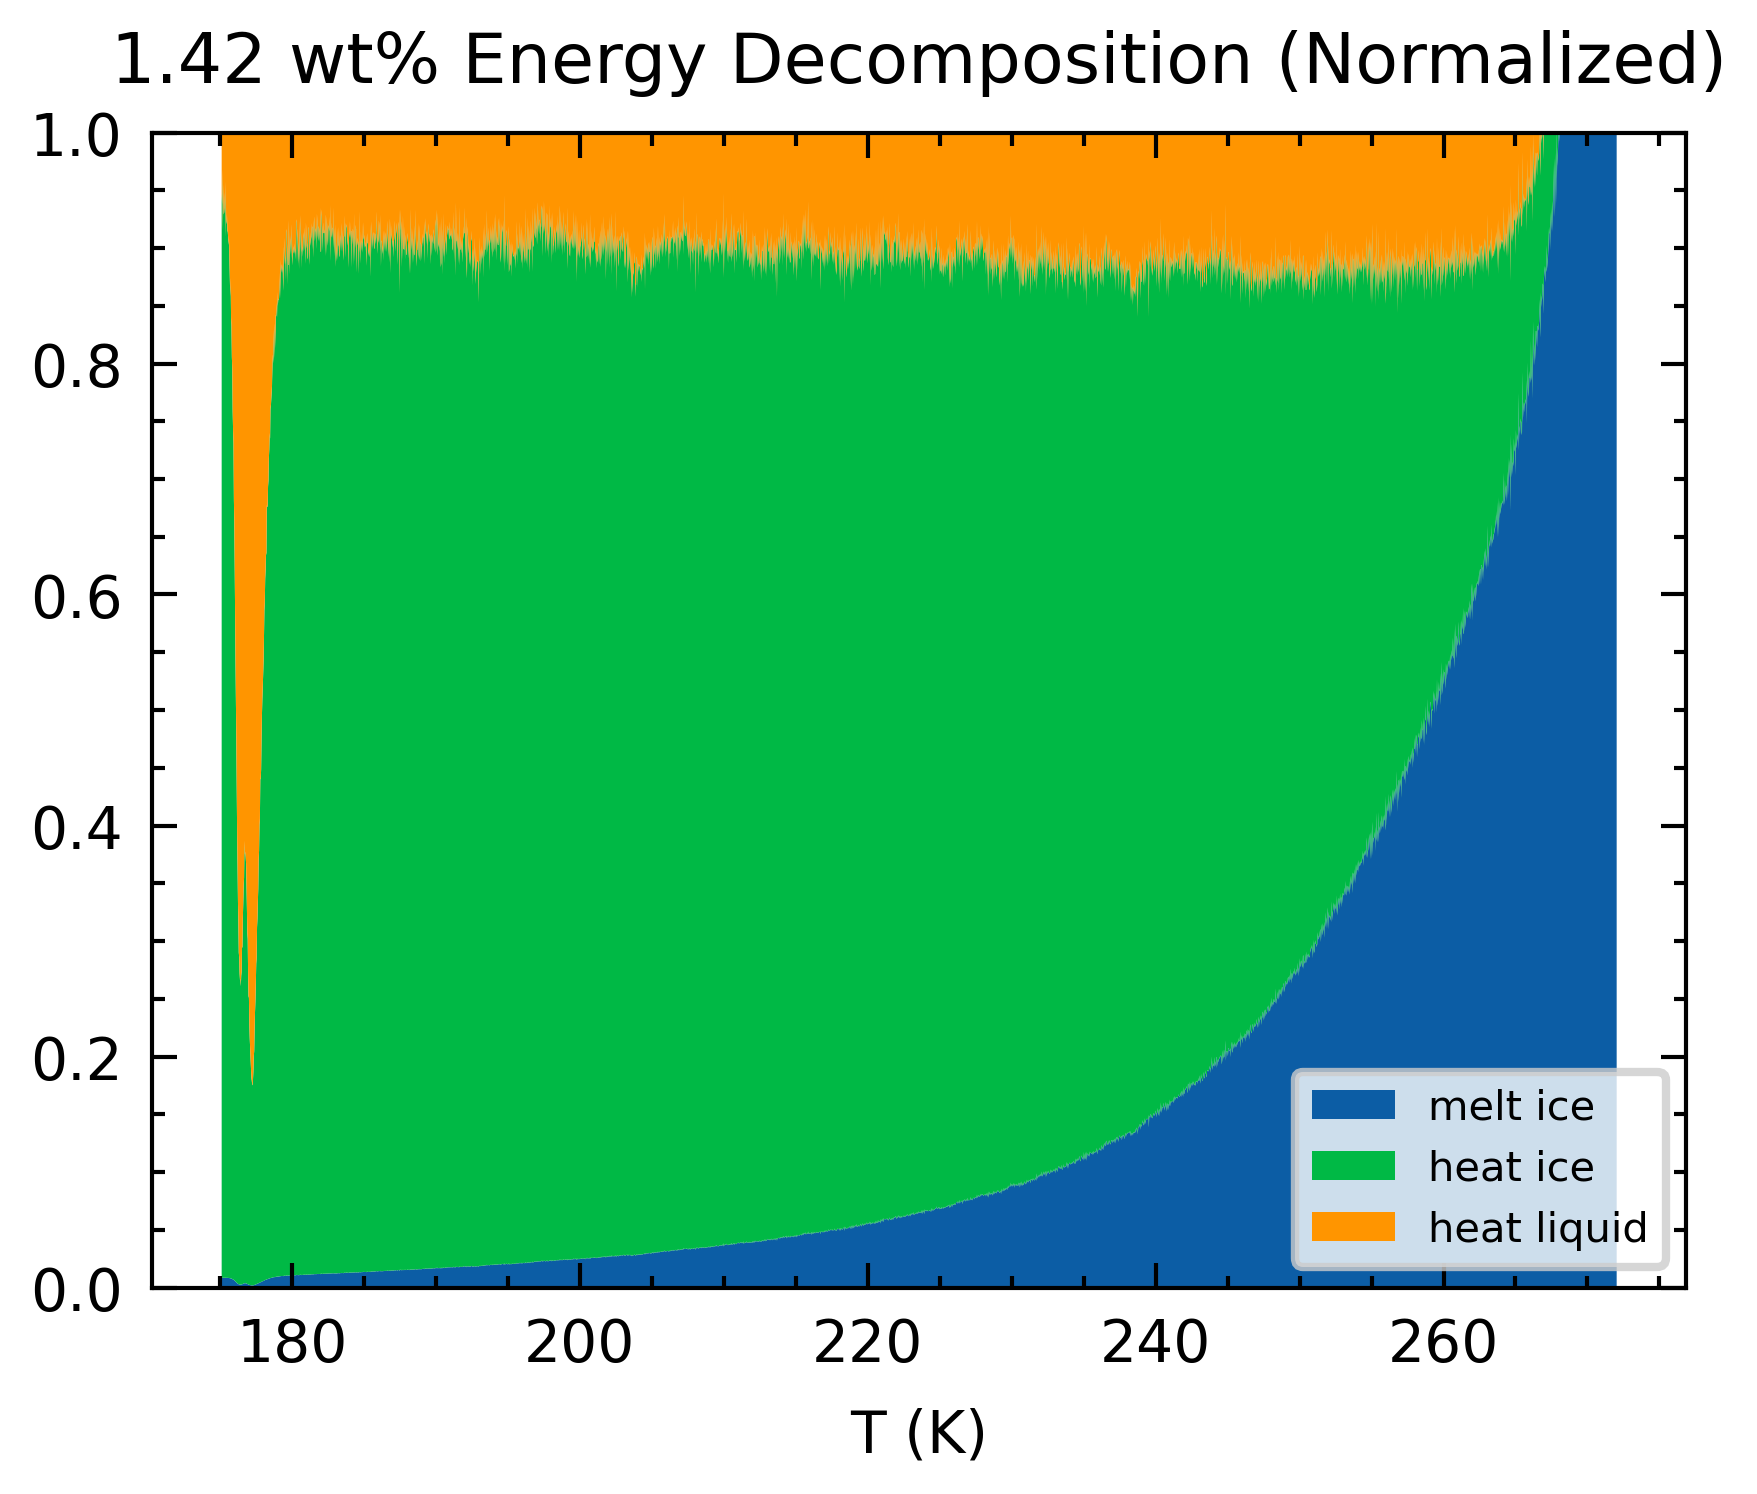 1.42 wt% Energy Decomposition (Normalized)
1.0
0.8
0.6
0.4
0.2
0.0
melt ice
heat ice
heat liquid
180 200 220 240 260
T (K)